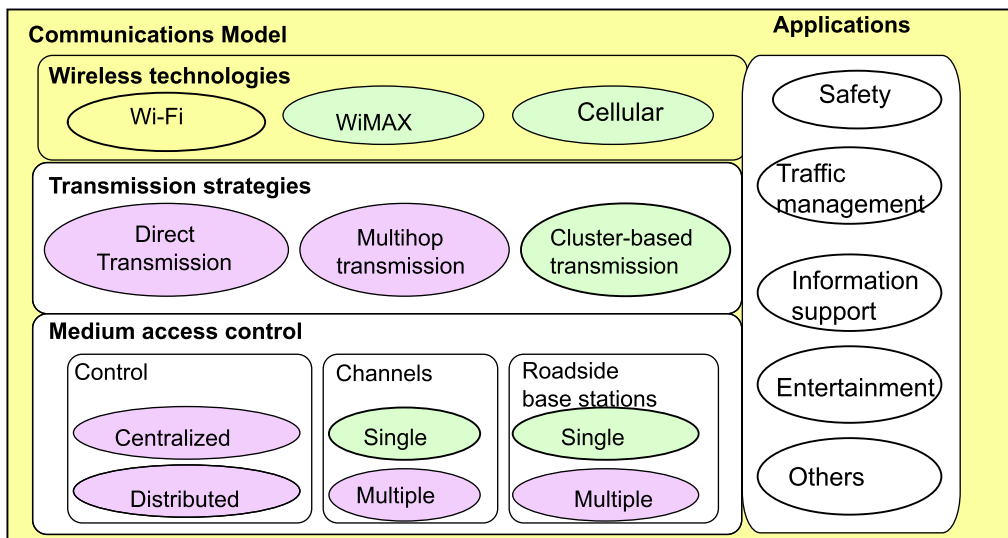 Communications Model
Wireless technologies
Wi-Fi
WiMAX
Cellular
Transmission strategies
Direct
Transmission
Multihop
transmission
Cluster-based
transmission
Medium access control
Control
Centralized
Distributed
Channels
Single
Multiple
Roadside
base stations
Single
Multiple
Applications
Safety
Traffic
management
Information
support
Entertainment
Others